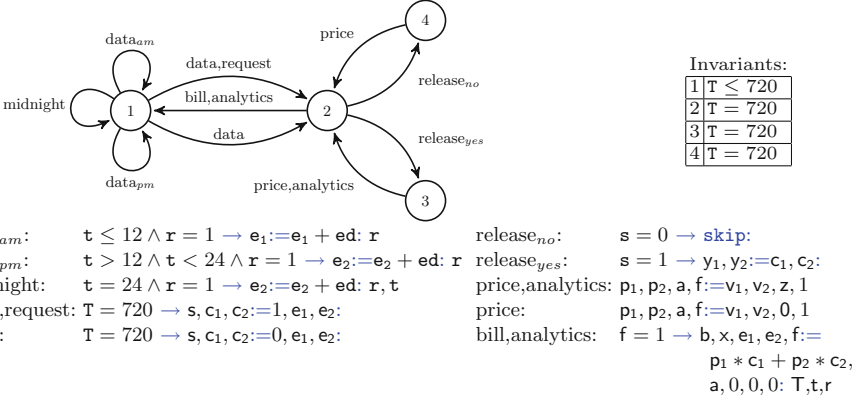 4
data_am
price
data,request
release_no
Invariants:
midnight
1
bill,analytics
2
1 T ≤ 720
2 T = 720
3 T = 720
4 T = 720
data
release_yes
data_pm
price,analytics
3
am: t ≤ 12 ∧ r = 1 → e₁:=e₁ + ed: r
pm: t > 12 ∧ t < 24 ∧ r = 1 → e₂:=e₂ + ed: r
ight: t = 24 ∧ r = 1 → e₂:=e₂ + ed: r,t
,request: T = 720 → s,c₁,c₂:=1,e₁,e₂:
: T = 720 → s,c₁,c₂:=0,e₁,e₂:
release_no: s = 0 → skip:
release_yes: s = 1 → y₁,y₂:=c₁,c₂:
price,analytics: p₁,p₂,a,f:=v₁,v₂,z,1
price: p₁,p₂,a,f:=v₁,v₂,0,1
bill,analytics: f = 1 → b,x,e₁,e₂,f:=
p₁ ∗ c₁ + p₂ ∗ c₂,
a,0,0,0: T,t,r